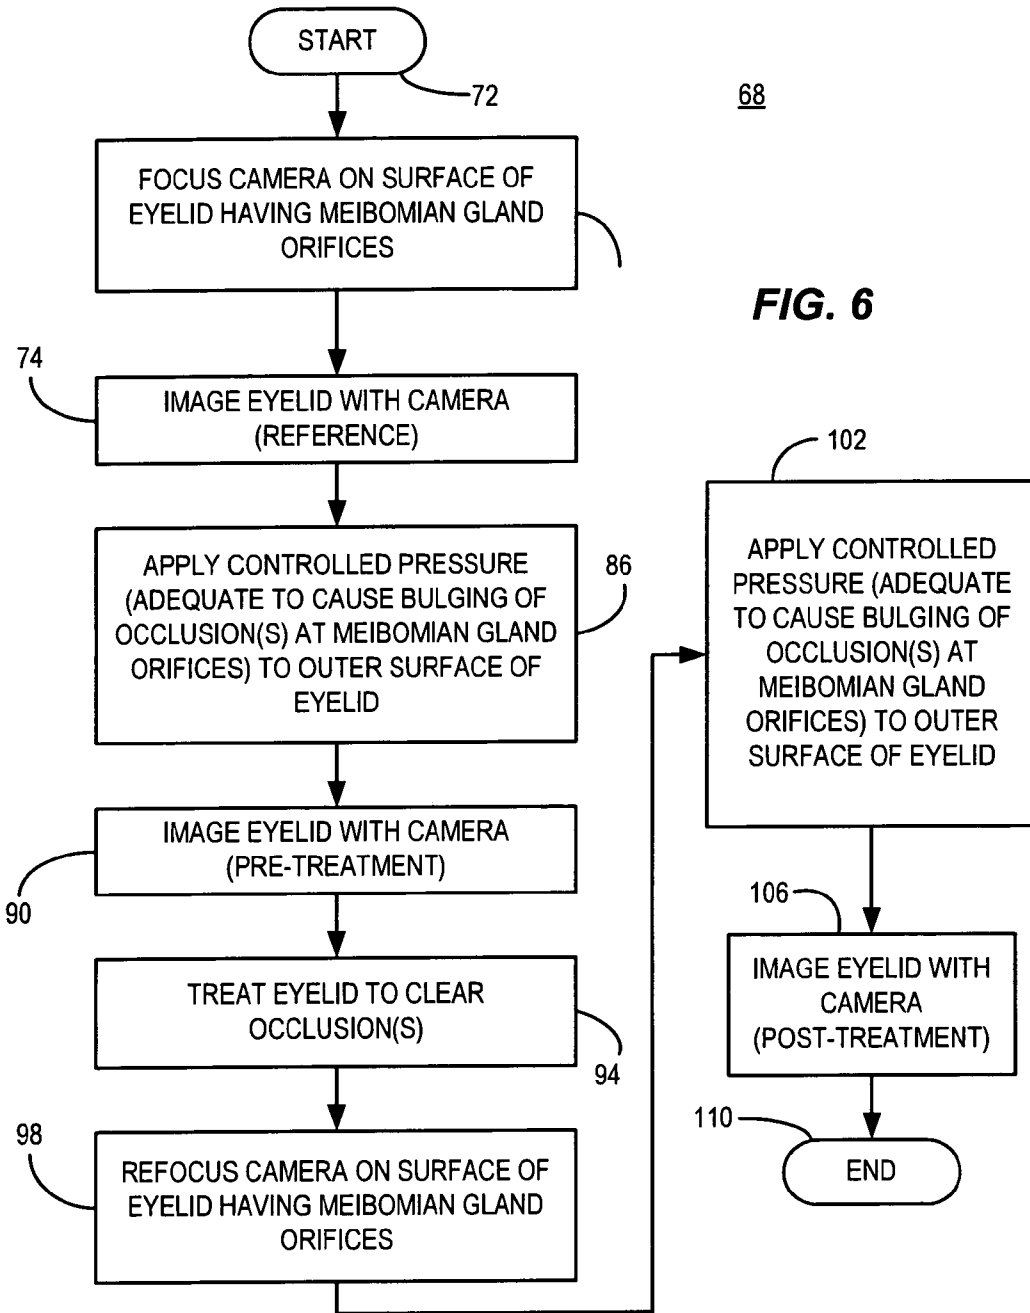 START
72
68
FOCUS CAMERA ON SURFACE OF
EYELID HAVING MEIBOMIAN GLAND
ORIFICES
FIG. 6
74
IMAGE EYELID WITH CAMERA
(REFERENCE)
APPLY CONTROLLED PRESSURE
(ADEQUATE TO CAUSE BULGING OF
OCCLUSION(S) AT MEIBOMIAN GLAND
ORIFICES) TO OUTER SURFACE OF
EYELID
86
IMAGE EYELID WITH CAMERA
(PRE-TREATMENT)
90
TREAT EYELID TO CLEAR
OCCLUSION(S)
94
98
REFOCUS CAMERA ON SURFACE OF
EYELID HAVING MEIBOMIAN GLAND
ORIFICES
102
APPLY CONTROLLED
PRESSURE (ADEQUATE
TO CAUSE BULGING OF
OCCLUSION(S) AT
MEIBOMIAN GLAND
ORIFICES) TO OUTER
SURFACE OF EYELID
106
IMAGE EYELID WITH
CAMERA
(POST-TREATMENT)
110
END